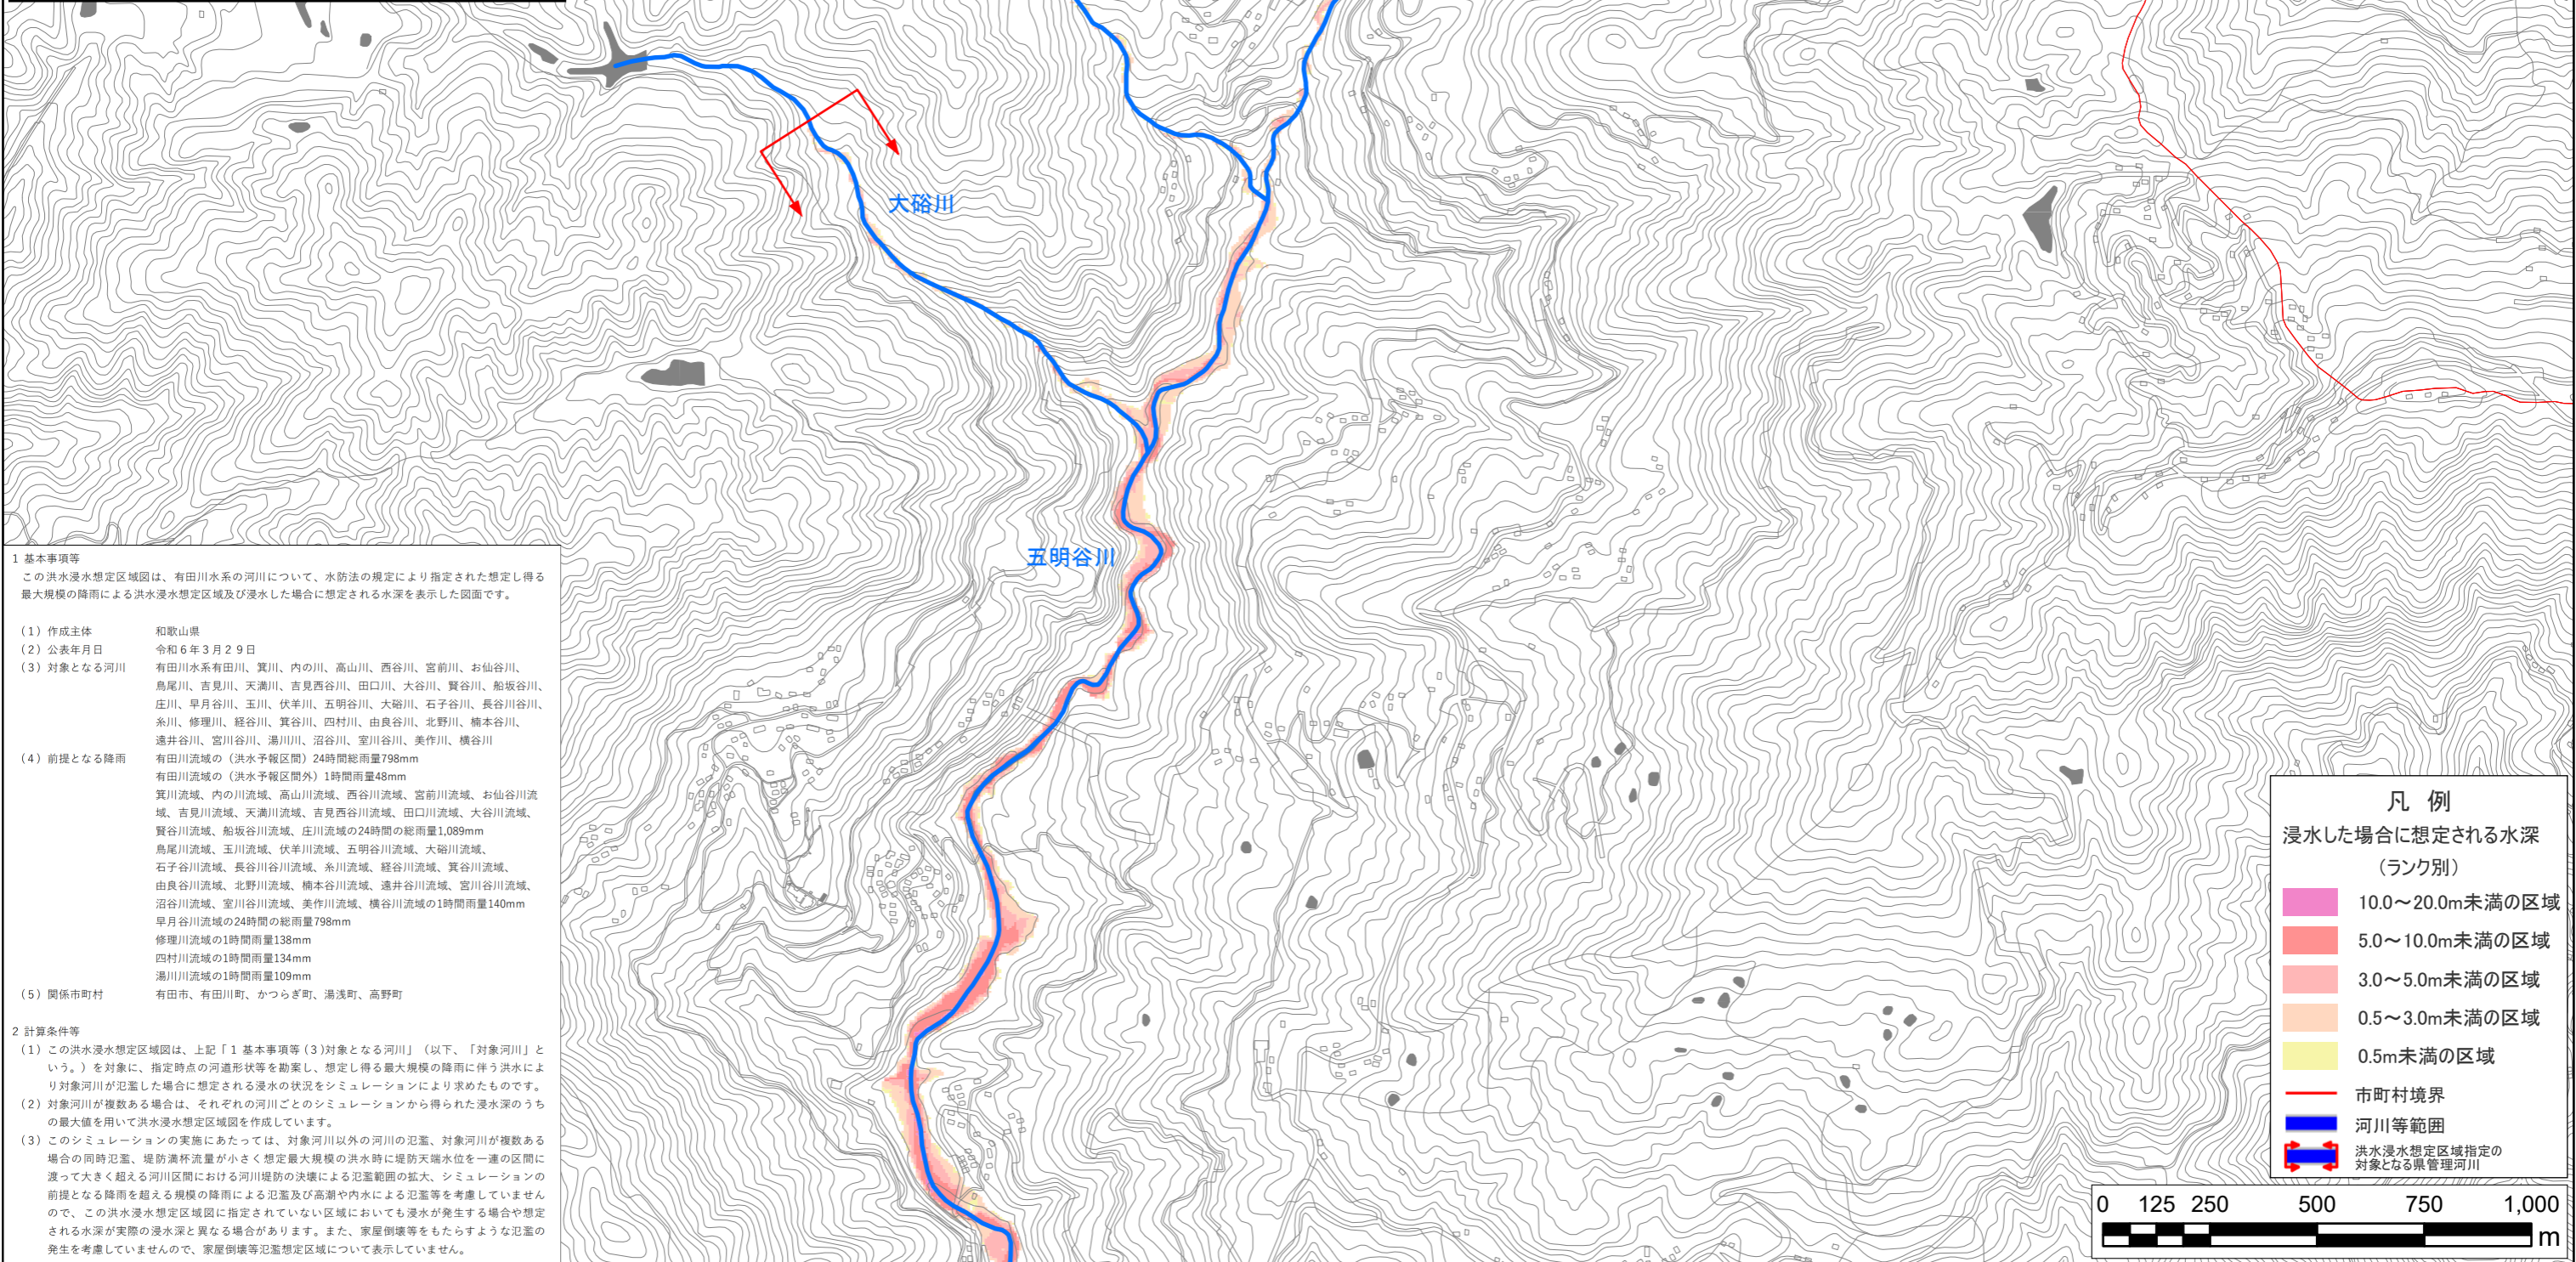 大硲川
五明谷川
1 基本事項等
この洪水浸水想定区域図は、有田川水系の河川について、水防法の規定により指定された想定し得る
最大規模の降雨による洪水浸水想定区域及び浸水した場合に想定される水深を表示した図面です。
(1) 作成主体 和歌山県
(2) 公表年月日 令和6年3月29日
(3) 対象となる河川 有田川水系有田川、箕川、内の川、高山川、西谷川、宮前川、お仙谷川、
鳥尾川、吉見川、天満川、吉見西谷川、田口川、大谷川、賢谷川、船坂谷川、
庄川、早月谷川、玉川、伏羊川、五明谷川、大硲川、石子谷川、長谷川谷川、
糸川、修理川、経谷川、箕谷川、四村川、由良谷川、北野川、楠本谷川、
遠井谷川、宮川谷川、湯川川、沼谷川、室川谷川、美作川、横谷川
(4) 前提となる降雨 有田川流域の(洪水予報区間)24時間総雨量798mm
有田川流域の(洪水予報区間外)1時間雨量48mm
箕川流域、内の川流域、高山川流域、西谷川流域、宮前川流域、お仙谷川流
域、吉見川流域、天満川流域、吉見西谷川流域、田口川流域、大谷川流域、
賢谷川流域、船坂谷川流域、庄川流域の24時間の総雨量1,089mm
鳥尾川流域、玉川流域、伏羊川流域、五明谷川流域、大硲川流域、
石子谷川流域、長谷川谷川流域、糸川流域、経谷川流域、箕谷川流域、
由良谷川流域、北野川流域、楠本谷川流域、遠井谷川流域、宮川谷川流域、
沼谷川流域、室川谷川流域、美作川流域、横谷川流域の1時間雨量140mm
早月谷川流域の24時間の総雨量798mm
修理川流域の1時間雨量138mm
四村川流域の1時間雨量134mm
湯川川流域の1時間雨量109mm
(5) 関係市町村 有田市、有田川町、かつらぎ町、湯浅町、高野町
2 計算条件等
(1) この洪水浸水想定区域図は、上記「1 基本事項等(3)対象となる河川」(以下、「対象河川」と
いう。)を対象に、指定時点の河道形状等を勘案し、想定し得る最大規模の降雨に伴う洪水によ
り対象河川が氾濫した場合に想定される浸水の状況をシミュレーションにより求めたものです。
(2) 対象河川が複数ある場合は、それぞれの河川ごとのシミュレーションから得られた浸水深のうち
の最大値を用いて洪水浸水想定区域図を作成しています。
(3) このシミュレーションの実施にあたっては、対象河川以外の河川の氾濫、対象河川が複数ある
場合の同時氾濫、堤防満杯流量が小さく想定最大規模の洪水時に堤防天端水位を一連の区間に
渡って大きく超える河川区間における河川堤防の決壊による氾濫範囲の拡大、シミュレーションの
前提となる降雨を超える規模の降雨による氾濫及び高潮や内水による氾濫等を考慮していません
ので、この洪水浸水想定区域図に指定されていない区域においても浸水が発生する場合や想定
される水深が実際の浸水深と異なる場合があります。また、家屋倒壊等をもたらすような氾濫の
発生を考慮していませんので、家屋倒壊等氾濫想定区域について表示していません。
凡 例
浸水した場合に想定される水深
(ランク別)
10.0～20.0m未満の区域
5.0～10.0m未満の区域
3.0～5.0m未満の区域
0.5～3.0m未満の区域
0.5m未満の区域
市町村境界
河川等範囲
洪水浸水想定区域指定の
対象となる県管理河川
0 125 250 500 750 1,000
m